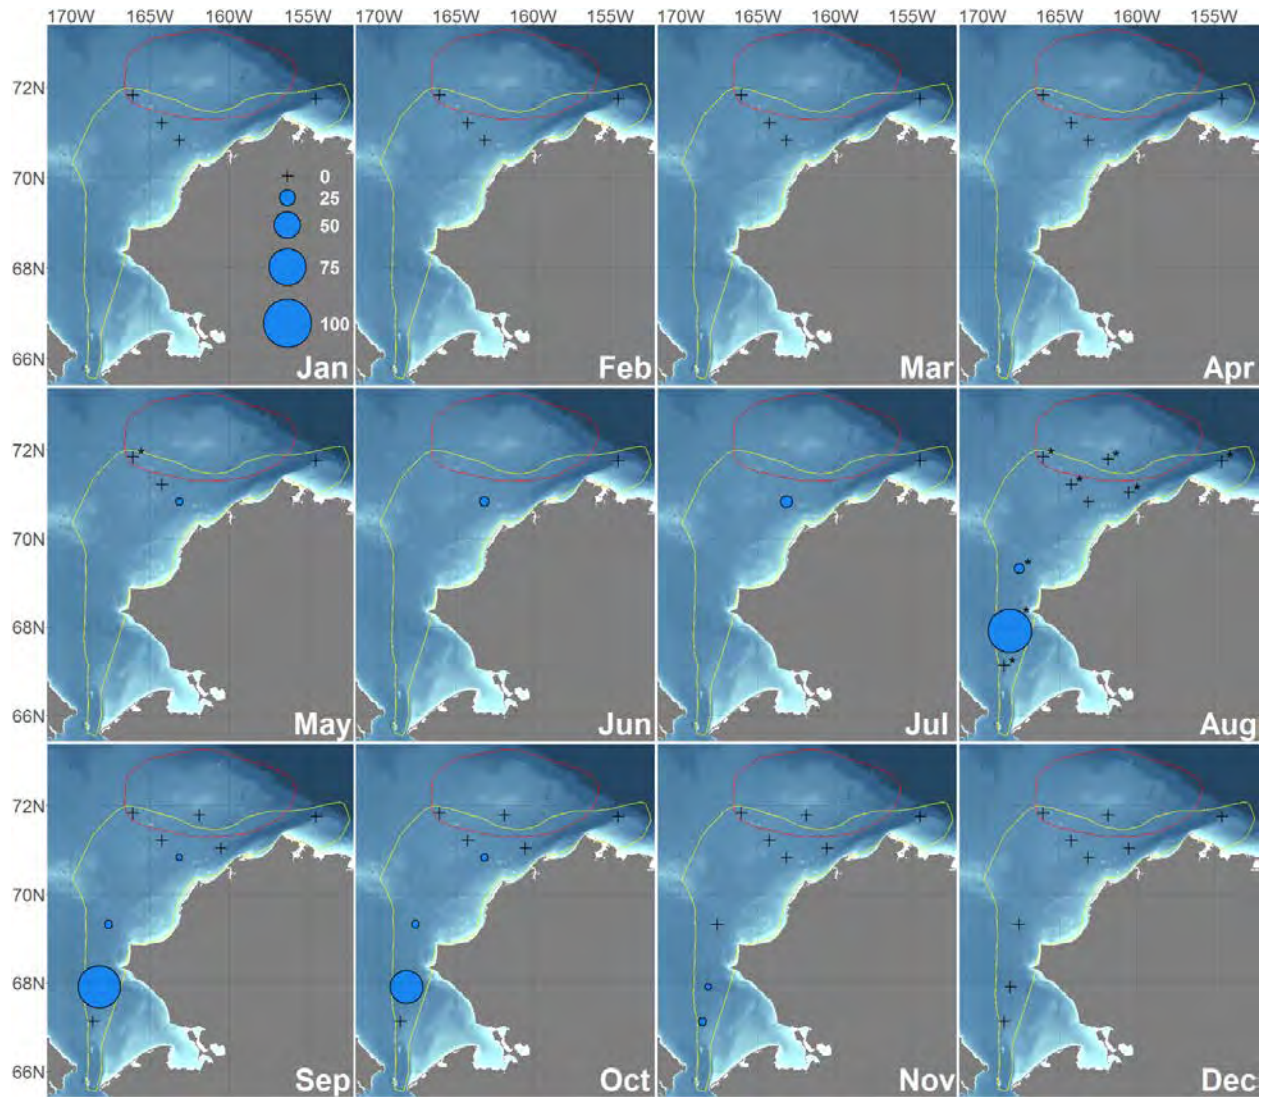 170W 165W 160W 155W 170W 165W 160W 155W 170W 165W 160W 155W 170W 165W 160W 155W
72N
70N
0
25
50
68N
75
100
66N
Jan Feb Mar Apr
72N
* * * *
* *
70N
*
*
68N
*
66N
May Jun Jul Aug
72N
70N
68N
66N
Sep Oct Nov Dec